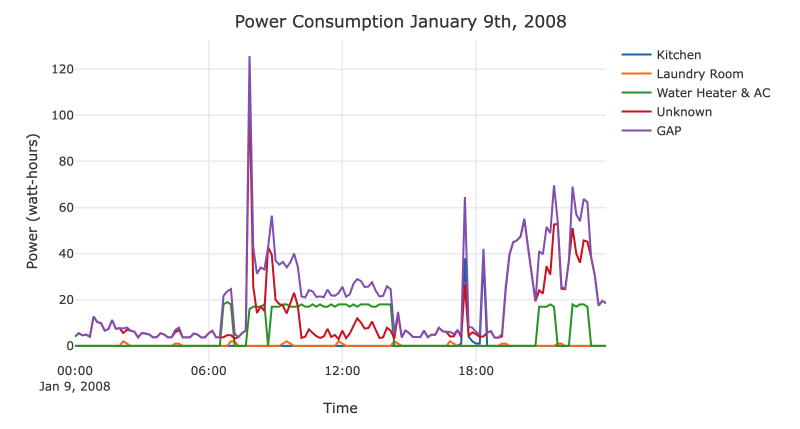 Power Consumption January 9th, 2008
Kitchen
Laundry Room
Water Heater & AC
Unknown
GAP
Power (watt-hours)
120
100
80
60
40
20
0
00:00 06:00 12:00 18:00
Jan 9, 2008
Time